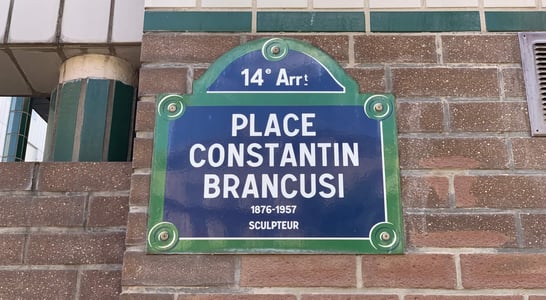 14e Arrt
PLACE
CONSTANTIN
BRANCUSI
1876-1957
SCULPTEUR